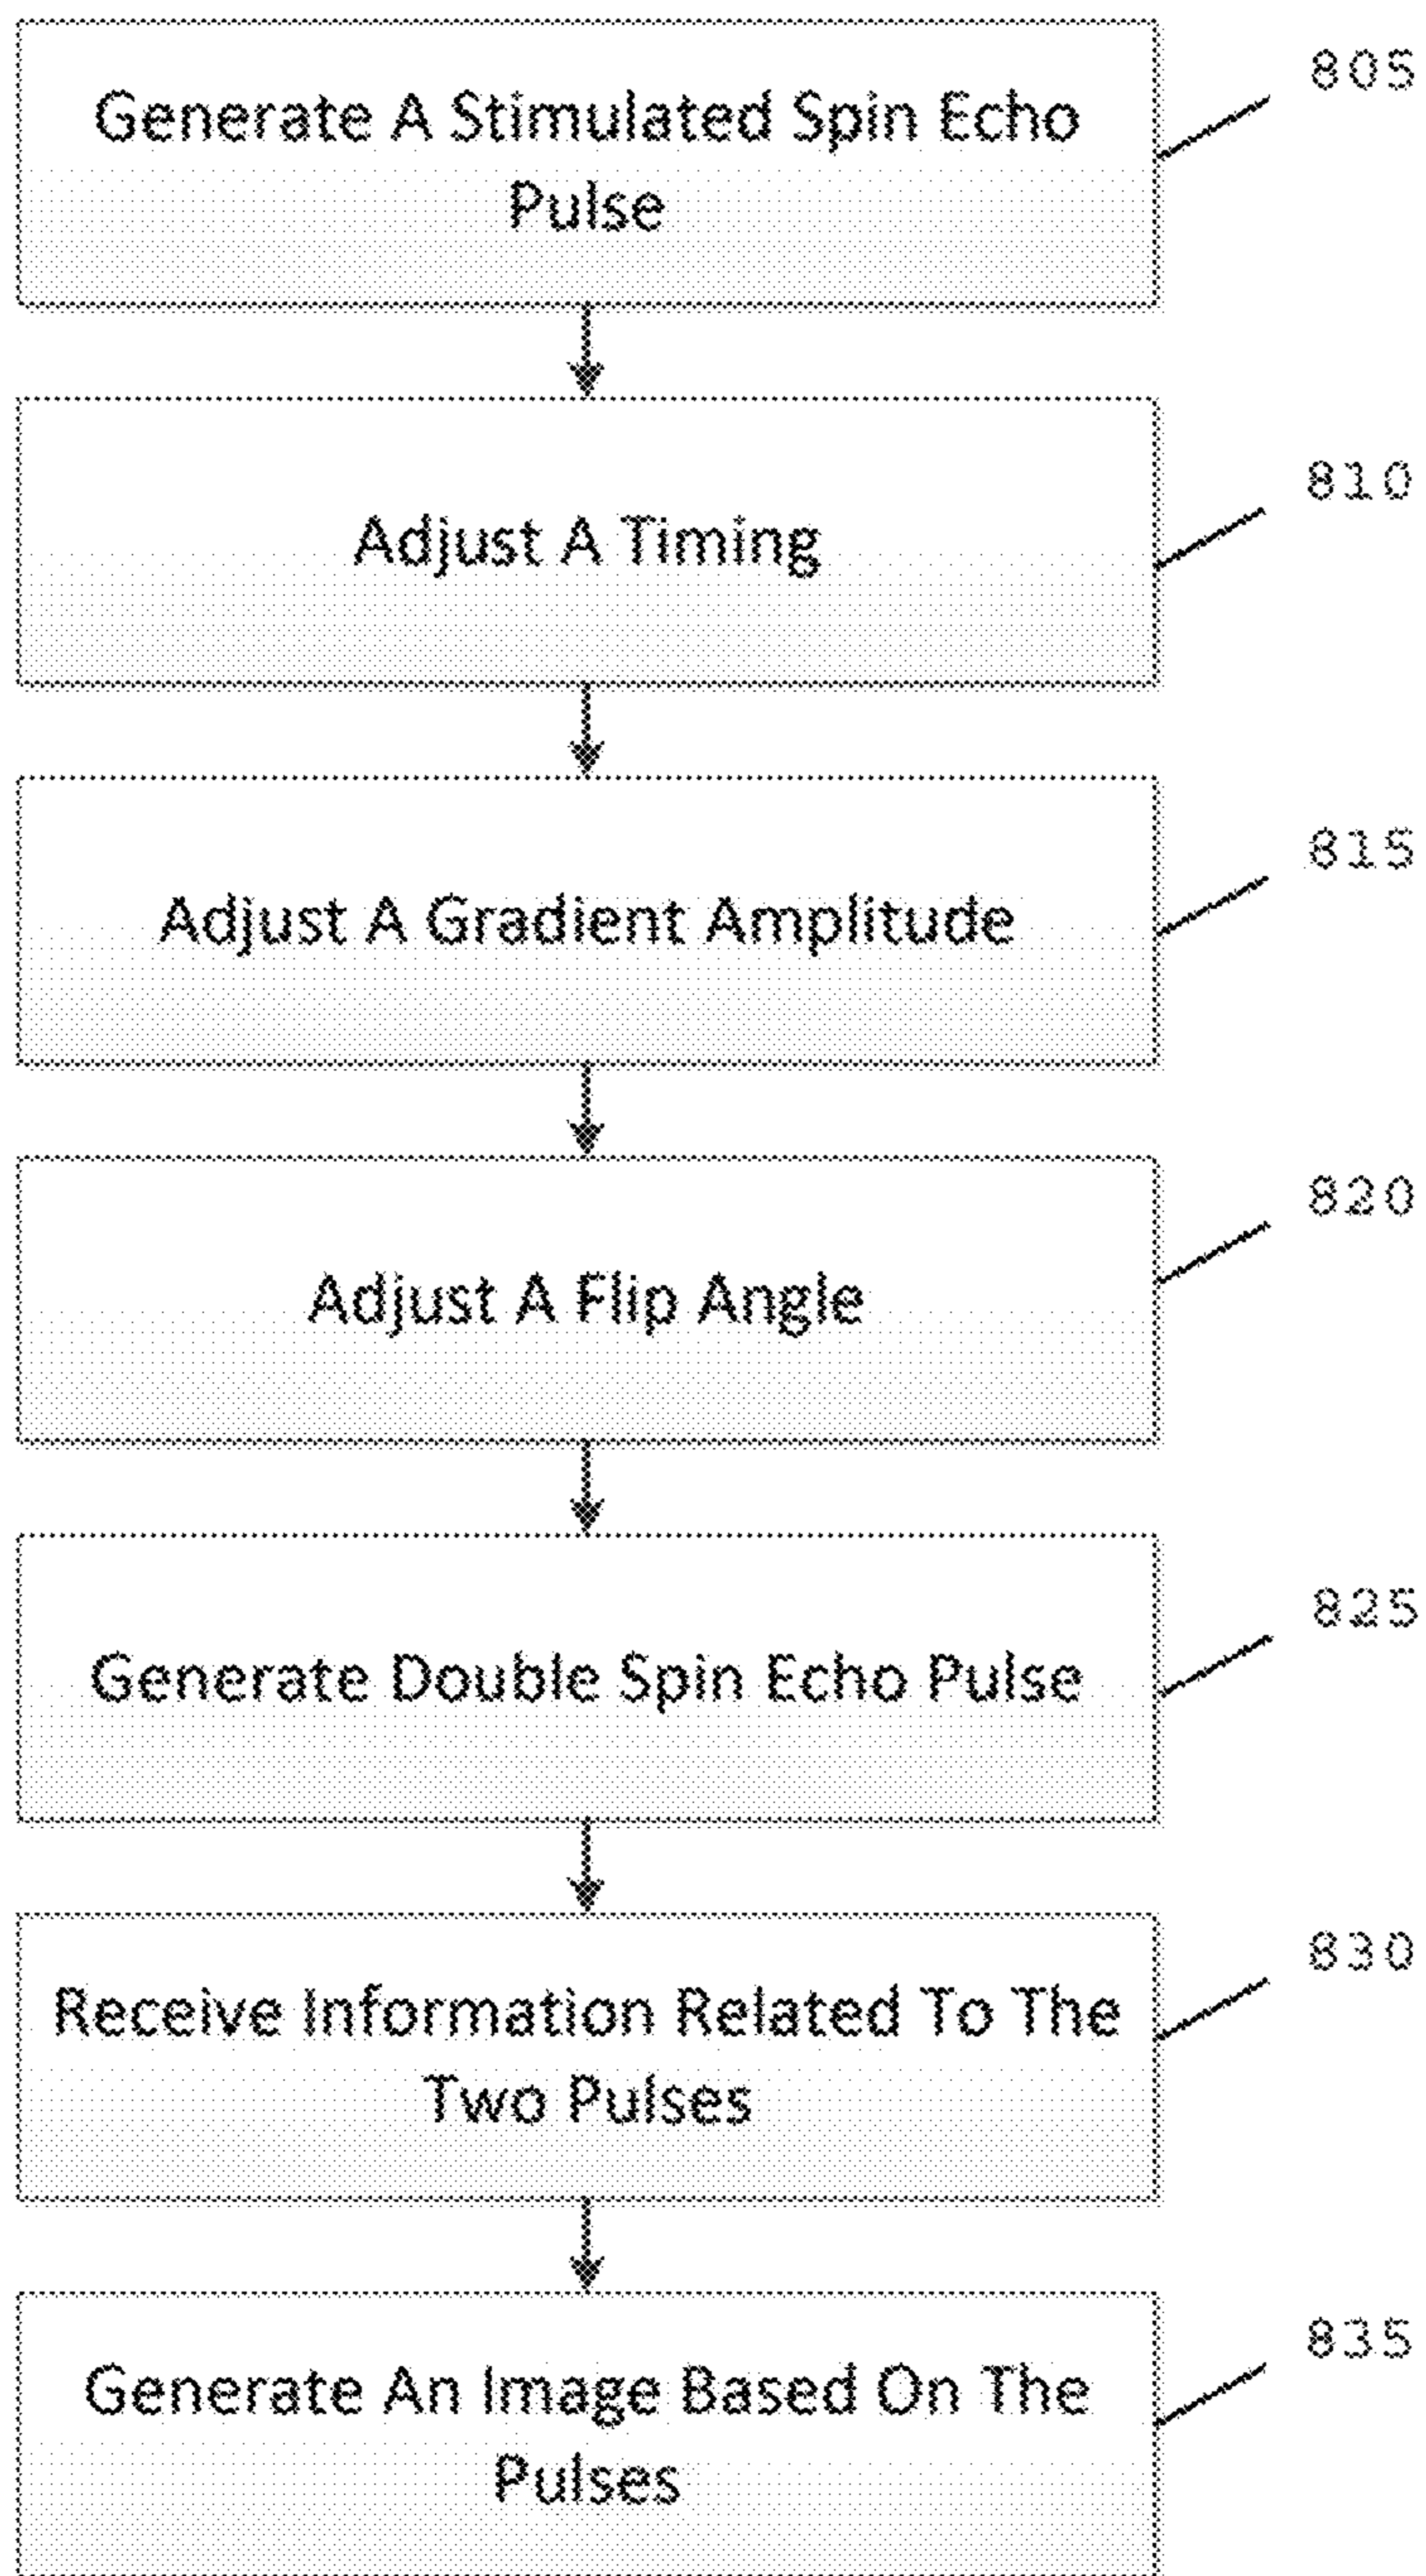 Generate A Stimulated Spin Echo
Pulse
805
Adjust A Timing
810
Adjust A Gradient Amplitude
815
Adjust A Flip Angle
820
Generate Double Spin Echo Pulse
825
Receive Information Related To The
Two Pulses
830
Generate An Image Based On The
Pulses
835